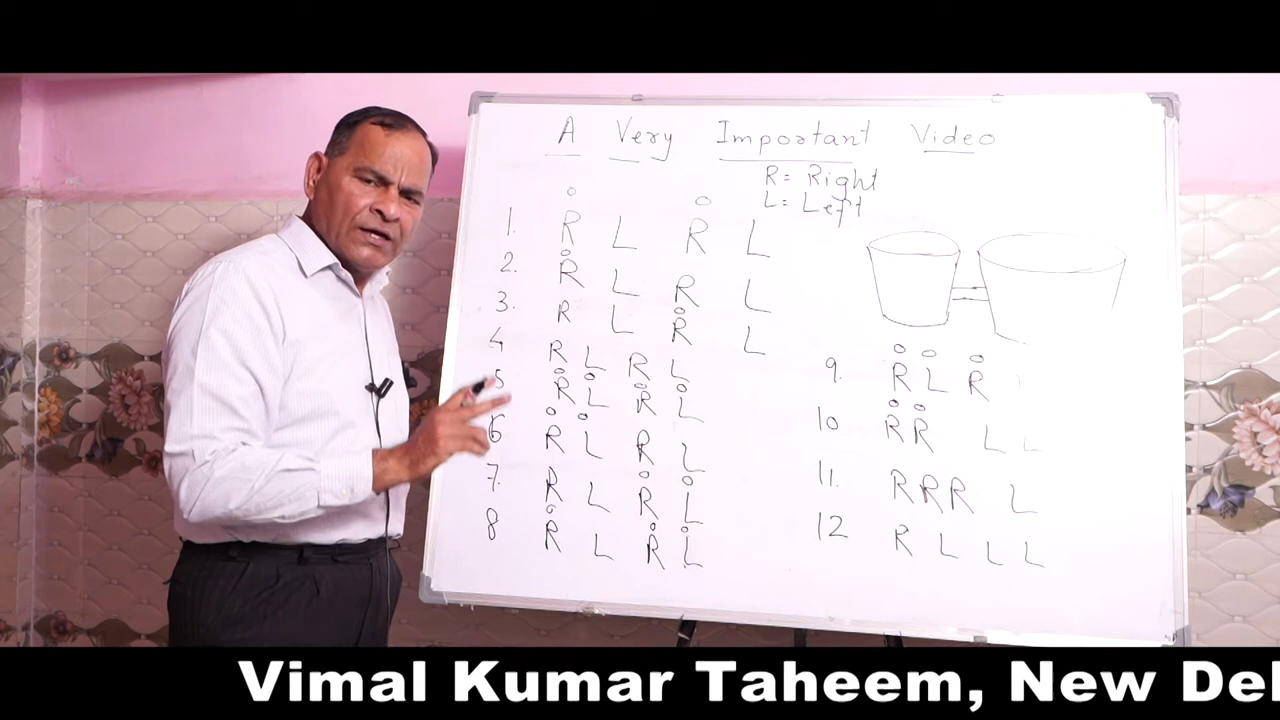 A Very Important Video
R= Right
L= Left
1. R L R L
2. R L R L
3. R L R L
4 R L R L
5 R L R L
6 R L R L
7. R L R L
8 R L R L
9. R L R
10 R R L L
11. R R R L
12 R L L L
Vimal Kumar Taheem, New Del